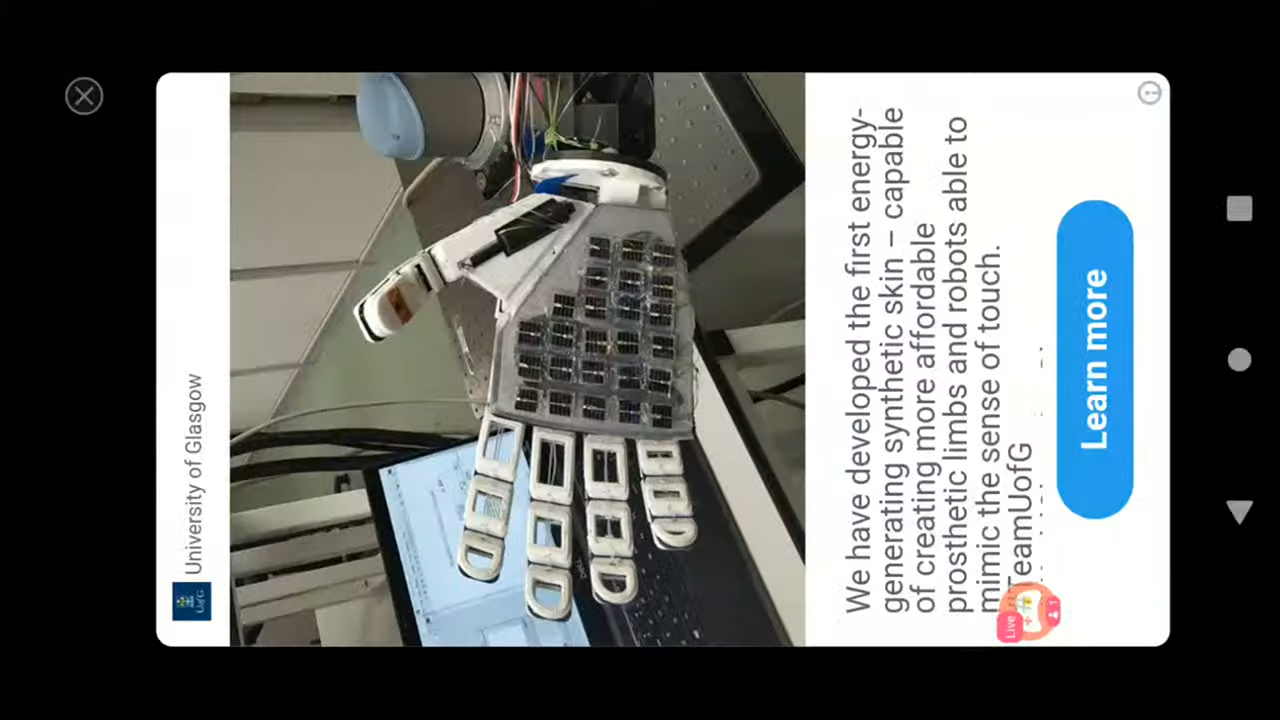 UofG
University of Glasgow
We have developed the first energy-
generating synthetic skin – capable
of creating more affordable
prosthetic limbs and robots able to
mimic the sense of touch.
#TeamUofG
Live
1
Learn more